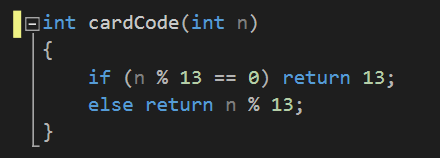 int cardCode(int n)
{
if (n % 13 == 0) return 13;
else return n % 13;
}